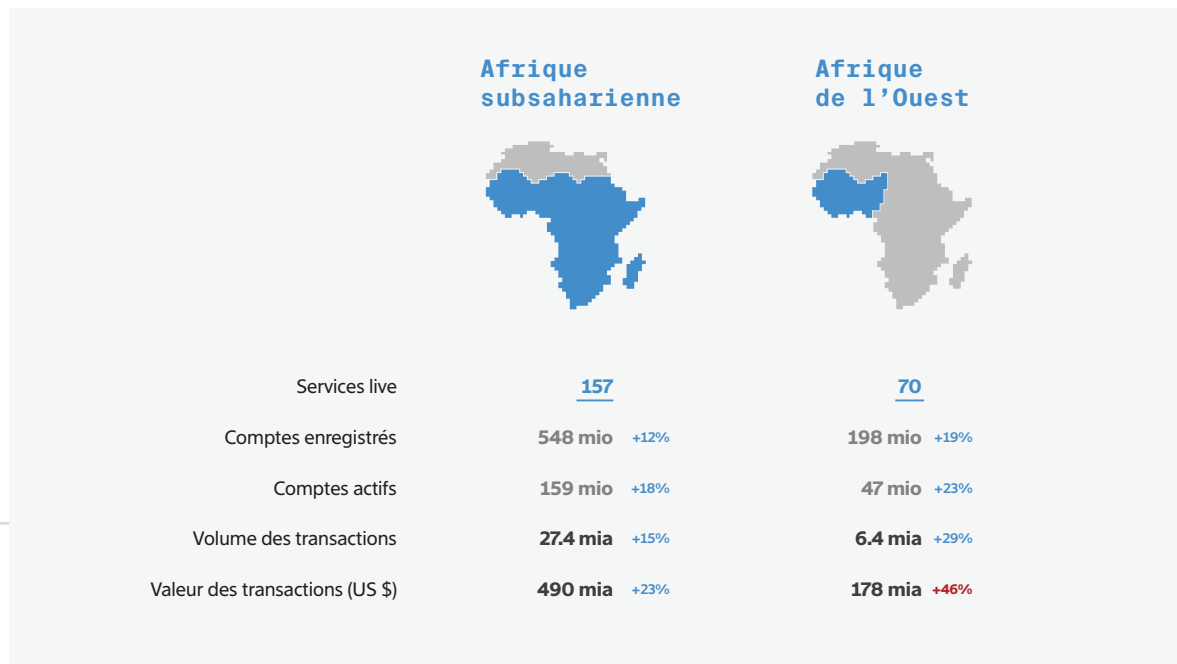 Afrique
subsaharienne
Afrique
de l’Ouest
Services live 157 70
Comptes enregistrés 548 mio +12% 198 mio +19%
Comptes actifs 159 mio +18% 47 mio +23%
Volume des transactions 27.4 mia +15% 6.4 mia +29%
Valeur des transactions (US $) 490 mia +23% 178 mia +46%